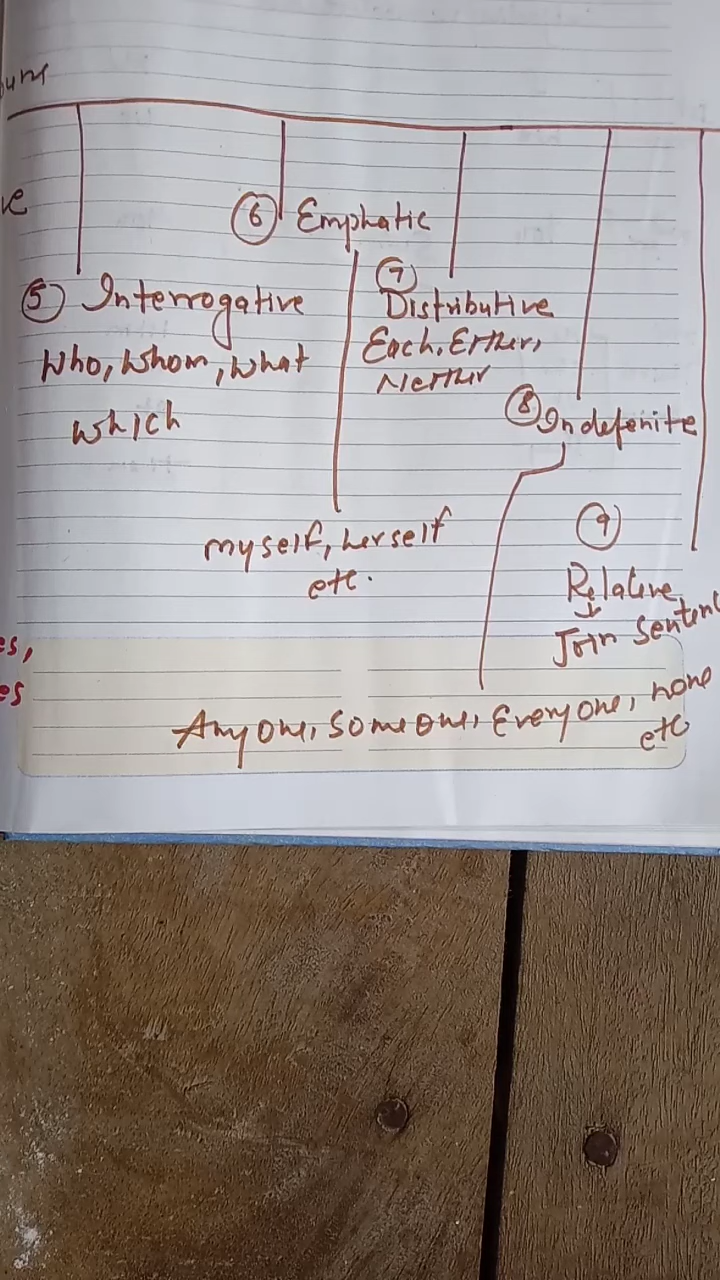 ⑥ Emphatic
⑤ Interrogative
Who, Whom, What
which
⑦
Distributive
Each, Either,
Neither
⑧ Indefenite
myself, herself
etc.
⑨
Relative
↓
Join Senten
Anyone, Someone, Everyone, none
etc